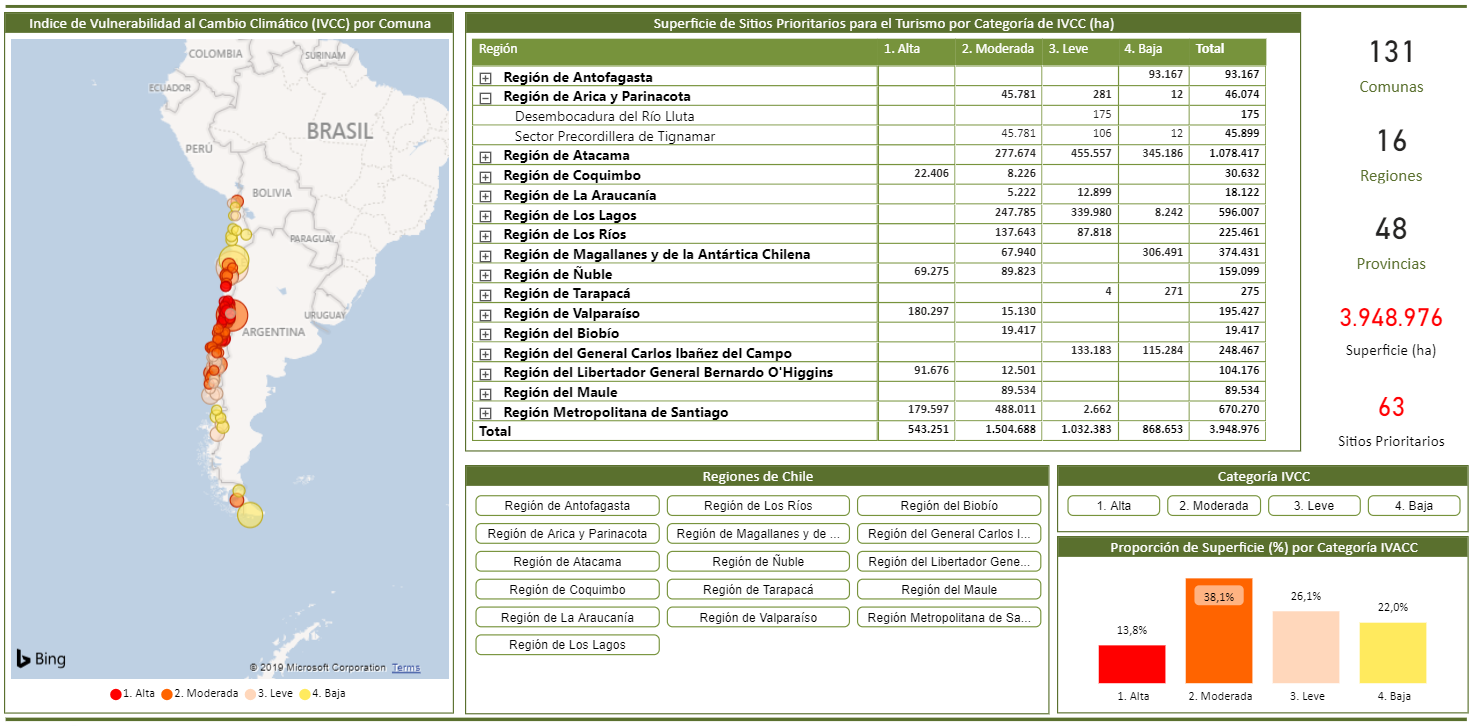 Indice de Vulnerabilidad al Cambio Climático (IVCC) por Comuna
COLOMBIA
SURINAM
ECUADOR
BRASIL
PERÚ
BOLIVIA
PARAGUAY
URUGUAY
ARGENTINA
Bing
© 2019 Microsoft Corporation Terms
1. Alta 2. Moderada 3. Leve 4. Baja
Superficie de Sitios Prioritarios para el Turismo por Categoría de IVCC (ha)
Región 1. Alta 2. Moderada 3. Leve 4. Baja Total
Región de Antofagasta 93.167 93.167
Región de Arica y Parinacota 45.781 281 12 46.074
Desembocadura del Río Lluta 175 175
Sector Precordillera de Tignamar 45.781 106 12 45.899
Región de Atacama 277.674 455.557 345.186 1.078.417
Región de Coquimbo 22.406 8.226 30.632
Región de La Araucanía 5.222 12.899 18.122
Región de Los Lagos 247.785 339.980 8.242 596.007
Región de Los Ríos 137.643 87.818 225.461
Región de Magallanes y de la Antártica Chilena 67.940 306.491 374.431
Región de Ñuble 69.275 89.823 159.099
Región de Tarapacá 4 271 275
Región de Valparaíso 180.297 15.130 195.427
Región del Biobío 19.417 19.417
Región del General Carlos Ibañez del Campo 133.183 115.284 248.467
Región del Libertador General Bernardo O'Higgins 91.676 12.501 104.176
Región del Maule 89.534 89.534
Región Metropolitana de Santiago 179.597 488.011 2.662 670.270
Total 543.251 1.504.688 1.032.383 868.653 3.948.976
131
Comunas
16
Regiones
48
Provincias
3.948.976
Superficie (ha)
63
Sitios Prioritarios
Regiones de Chile
Región de Antofagasta Región de Los Ríos Región del Biobío
Región de Arica y Parinacota Región de Magallanes y de ... Región del General Carlos I...
Región de Atacama Región de Ñuble Región del Libertador Gene...
Región de Coquimbo Región de Tarapacá Región del Maule
Región de La Araucanía Región de Valparaíso Región Metropolitana de Sa...
Región de Los Lagos
Categoría IVCC
1. Alta 2. Moderada 3. Leve 4. Baja
Proporción de Superficie (%) por Categoría IVACC
13,8% 38,1% 26,1% 22,0%
1. Alta 2. Moderada 3. Leve 4. Baja